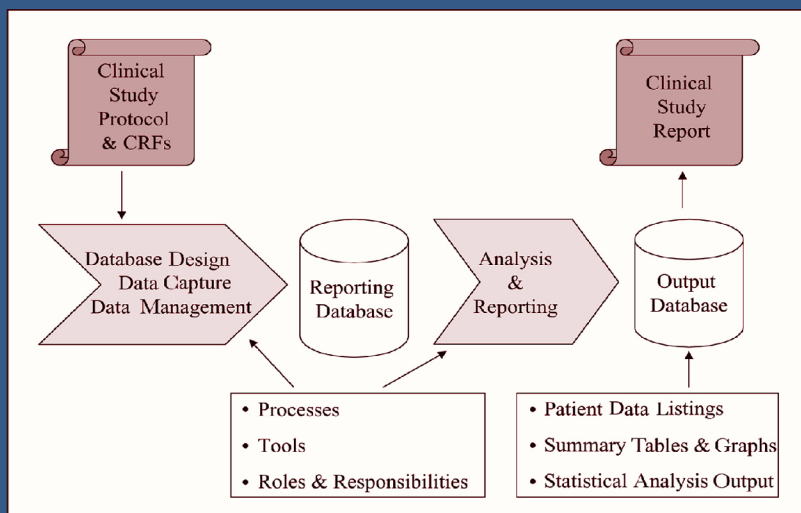 Clinical
Study
Protocol
& CRFs
Clinical
Study
Report
Database Design
Data Capture
Data Management
Reporting
Database
Analysis
&
Reporting
Output
Database
• Processes
• Tools
• Roles & Responsibilities
• Patient Data Listings
• Summary Tables & Graphs
• Statistical Analysis Output